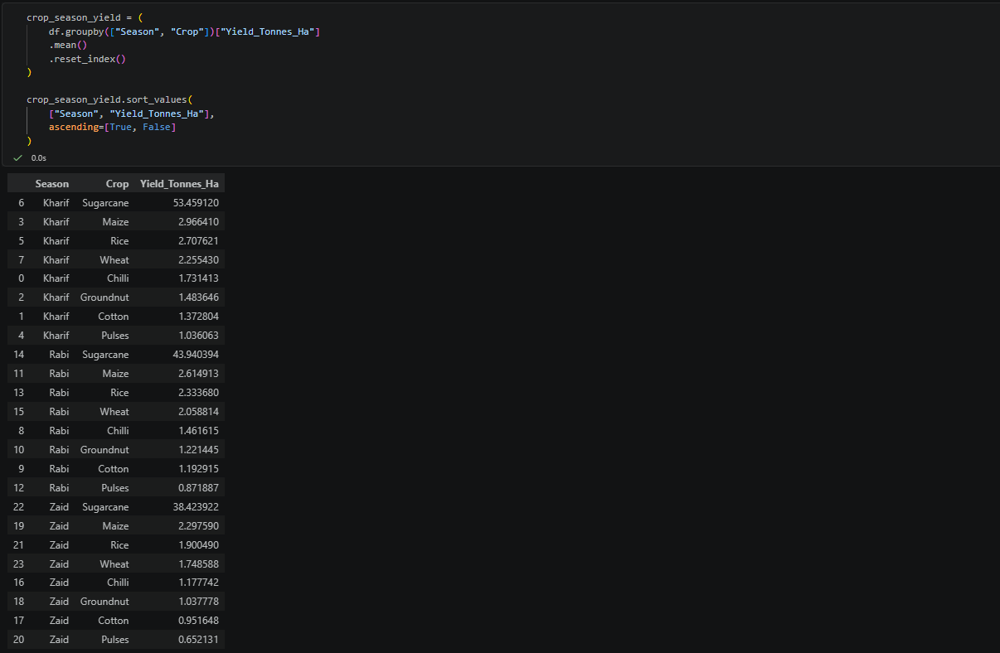 crop_season_yield = (
    df.groupby(["Season", "Crop"])["Yield_Tonnes_Ha"]
    .mean()
    .reset_index()
)
crop_season_yield.sort_values(
    ["Season", "Yield_Tonnes_Ha"],
    ascending=[True, False]
)
0.0s
Season Crop Yield_Tonnes_Ha
6 Kharif Sugarcane 53.459120
3 Kharif Maize 2.966410
5 Kharif Rice 2.707621
7 Kharif Wheat 2.255430
0 Kharif Chilli 1.731413
2 Kharif Groundnut 1.483646
1 Kharif Cotton 1.372804
4 Kharif Pulses 1.036063
14 Rabi Sugarcane 43.940394
11 Rabi Maize 2.614913
13 Rabi Rice 2.333680
15 Rabi Wheat 2.058814
8 Rabi Chilli 1.461615
10 Rabi Groundnut 1.221445
9 Rabi Cotton 1.192915
12 Rabi Pulses 0.871887
22 Zaid Sugarcane 38.423922
19 Zaid Maize 2.297590
21 Zaid Rice 1.900490
23 Zaid Wheat 1.748588
16 Zaid Chilli 1.177742
18 Zaid Groundnut 1.037778
17 Zaid Cotton 0.951648
20 Zaid Pulses 0.652131